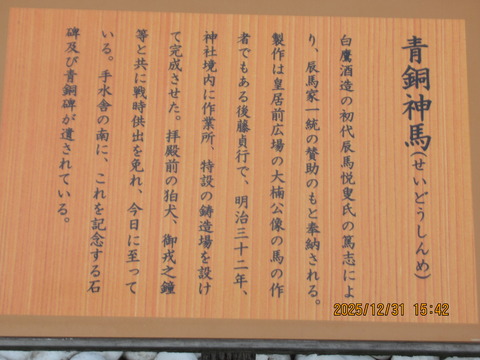 青銅神馬(せいどうしんめ)
白鷹酒造の初代辰馬悦叟氏の篤志によ
り、辰馬家一統の賛助のもと奉納される。
製作は皇居前広場の大楠公像の馬の作
者でもある後藤貞行で、明治三十二年、
神社境内に作業所、特設の鋳造場を設け
て完成させた。拝殿前の狛犬、御戎之鐘
等と共に戦時供出を免れ、今日に至って
いる。手水舎の南に、これを記念する石
碑及び青銅碑が遺されている。
2025/12/31 15:42